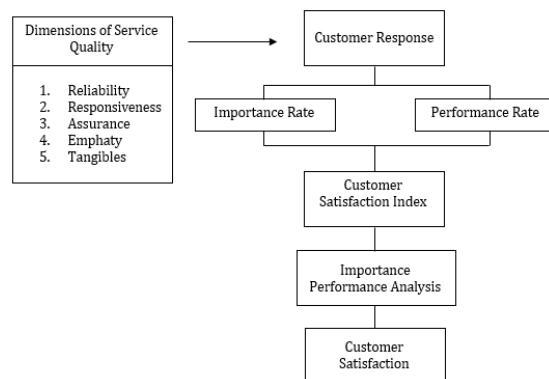 Dimensions of Service
Quality
1. Reliability
2. Responsiveness
3. Assurance
4. Emphaty
5. Tangibles
Customer Response
Importance Rate
Performance Rate
Customer
Satisfaction Index
Importance
Performance Analysis
Customer
Satisfaction